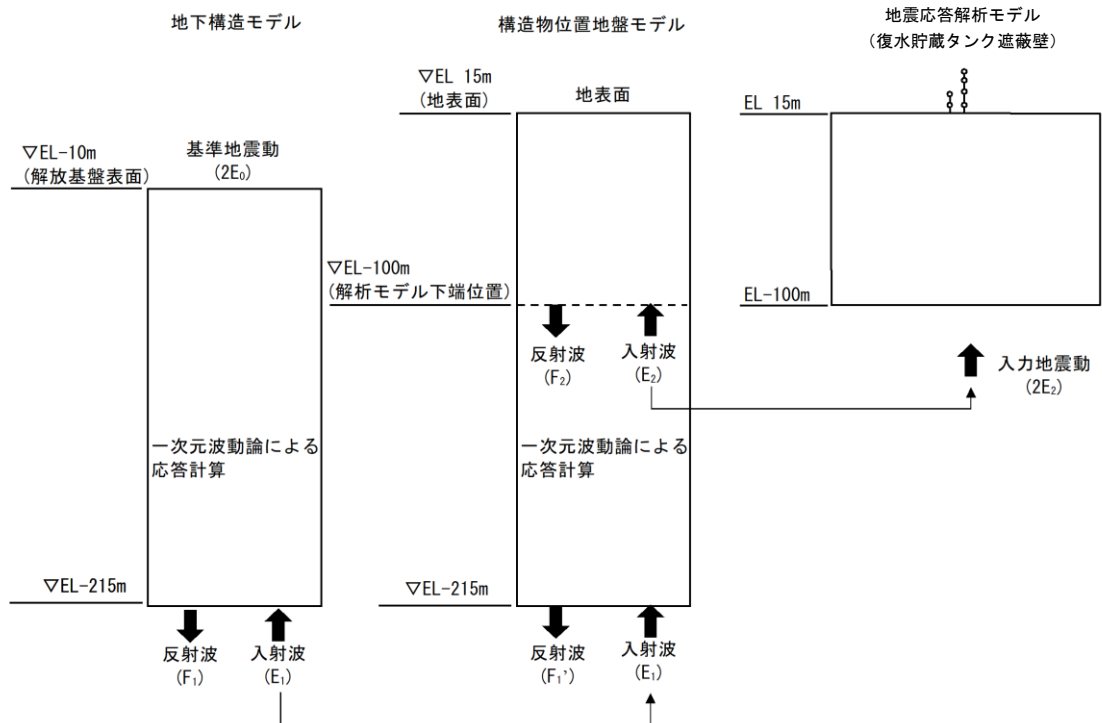 地下構造モデル
▽EL-10m
(解放基盤表面)
基準地震動
(2E₀)
一次元波動論による
応答計算
▽EL-215m
反射波
(F₁)
入射波
(E₁)
構造物位置地盤モデル
▽EL 15m
(地表面)
地表面
▽EL-100m
(解析モデル下端位置)
反射波
(F₂)
入射波
(E₂)
一次元波動論による
応答計算
▽EL-215m
反射波
(F₁')
入射波
(E₁)
地震応答解析モデル
(復水貯蔵タンク遮蔽壁)
EL 15m
EL-100m
入力地震動
(2E₂)